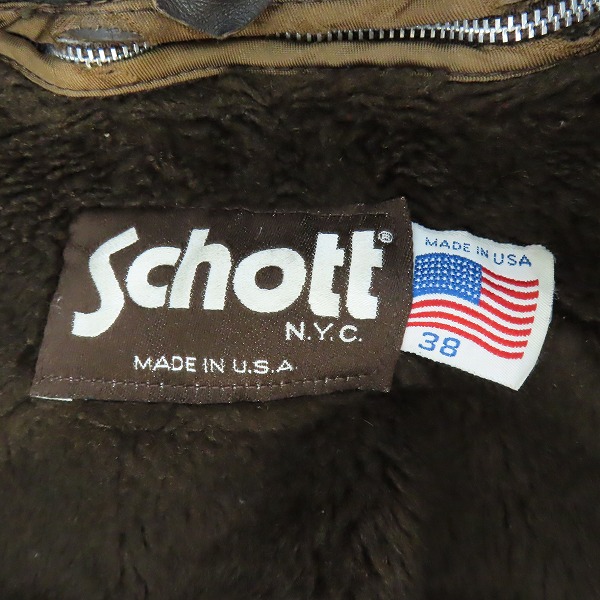 Schott®
N.Y.C.
MADE IN U.S.A
MADE IN USA
38